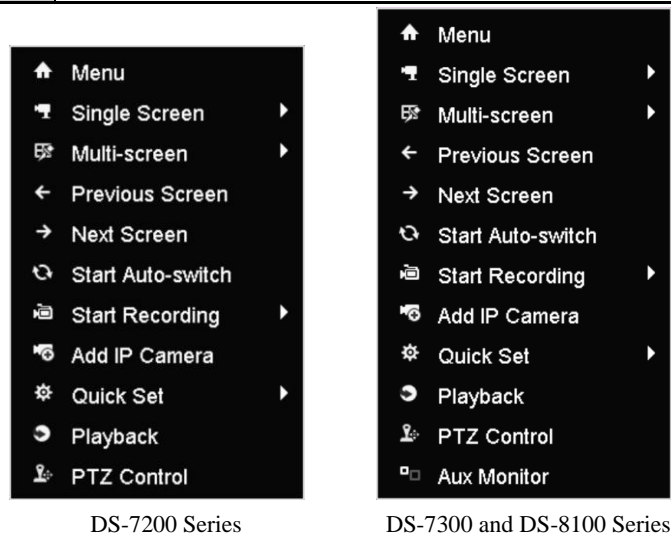 Menu
Single Screen
Multi-screen
Previous Screen
Next Screen
Start Auto-switch
Start Recording
Add IP Camera
Quick Set
Playback
PTZ Control
DS-7200 Series
Menu
Single Screen
Multi-screen
Previous Screen
Next Screen
Start Auto-switch
Start Recording
Add IP Camera
Quick Set
Playback
PTZ Control
Aux Monitor
DS-7300 and DS-8100 Series